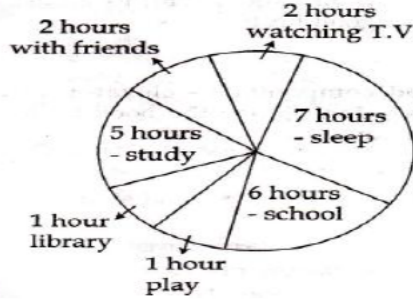 2 hours
with friends
2 hours
watching T.V
7 hours
- sleep
5 hours
- study
6 hours
- school
1 hour
library
1 hour
play